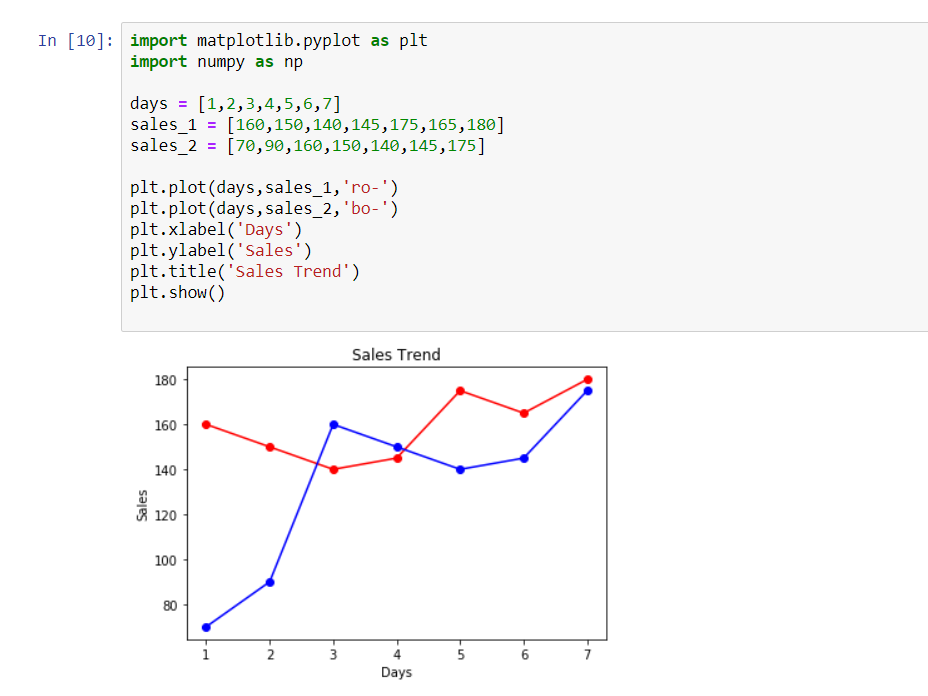 In [10]:
import matplotlib.pyplot as plt
import numpy as np
days = [1,2,3,4,5,6,7]
sales_1 = [160,150,140,145,175,165,180]
sales_2 = [70,90,160,150,140,145,175]
plt.plot(days,sales_1,'ro-')
plt.plot(days,sales_2,'bo-')
plt.xlabel('Days')
plt.ylabel('Sales')
plt.title('Sales Trend')
plt.show()
Sales Trend
180
160
140
120
100
80
Sales
1 2 3 4 5 6 7
Days